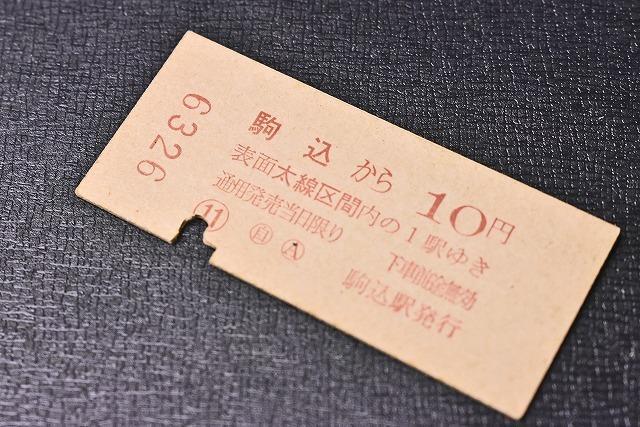 6326
駒込から 10円
表面太線区間内の1駅ゆき
通用発売当日限り 下車前途無効
⑪ ㊐ Ⓐ 駒込駅発行